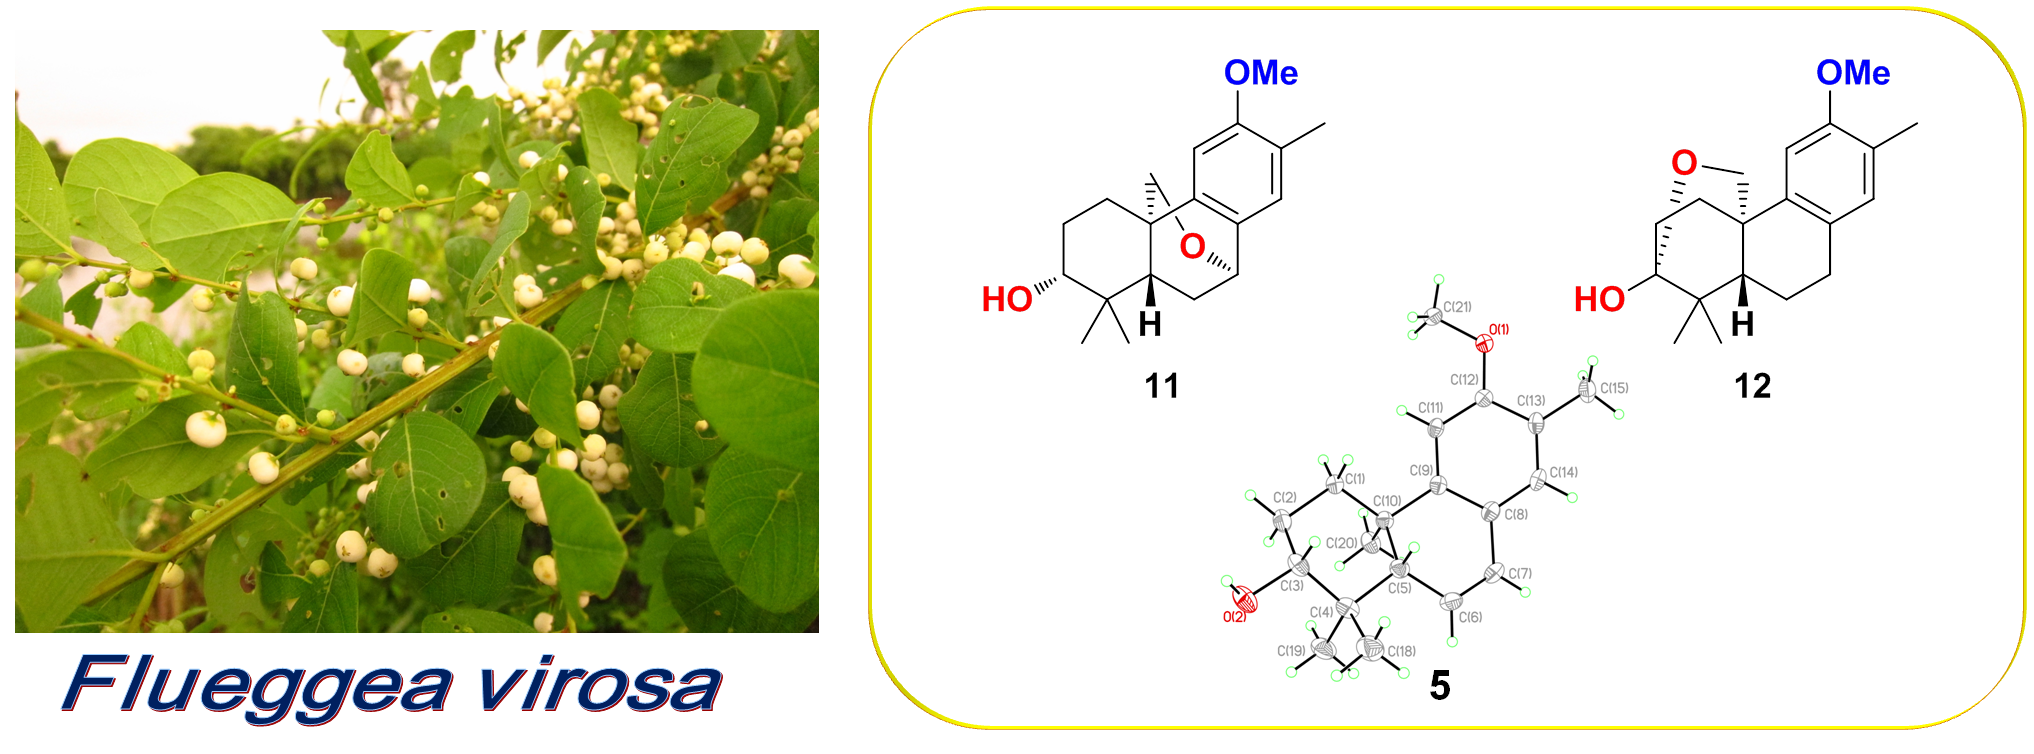 Flueggea virosa
OMe
O
HO
H
11
OMe
O
HO
H
12
C(21)
O(1)
C(12)
C(13)
C(15)
C(11)
C(9)
C(14)
C(1)
C(2)
C(10)
C(8)
C(20)
C(3)
C(5)
C(7)
O(2)
C(4)
C(6)
C(19)
C(18)
5